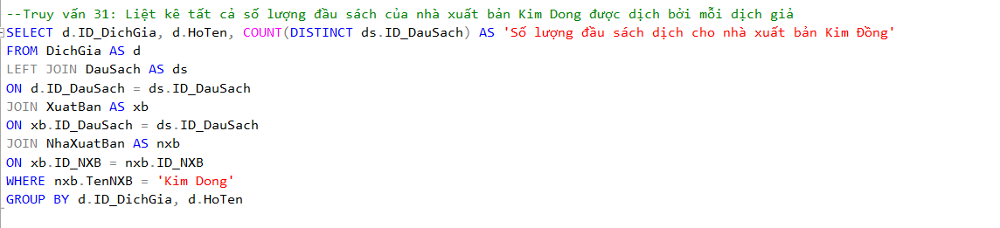 --Truy vấn 31: Liệt kê tất cả số lượng đầu sách của nhà xuất bản Kim Dong được dịch bởi mỗi dịch giả
SELECT d.ID_DichGia, d.HoTen, COUNT(DISTINCT ds.ID_DauSach) AS 'Số lượng đầu sách dịch cho nhà xuất bản Kim Đồng'
FROM DichGia AS d
LEFT JOIN DauSach AS ds
ON d.ID_DauSach = ds.ID_DauSach
JOIN XuatBan AS xb
ON xb.ID_DauSach = ds.ID_DauSach
JOIN NhaXuatBan AS nxb
ON xb.ID_NXB = nxb.ID_NXB
WHERE nxb.TenNXB = 'Kim Dong'
GROUP BY d.ID_DichGia, d.HoTen